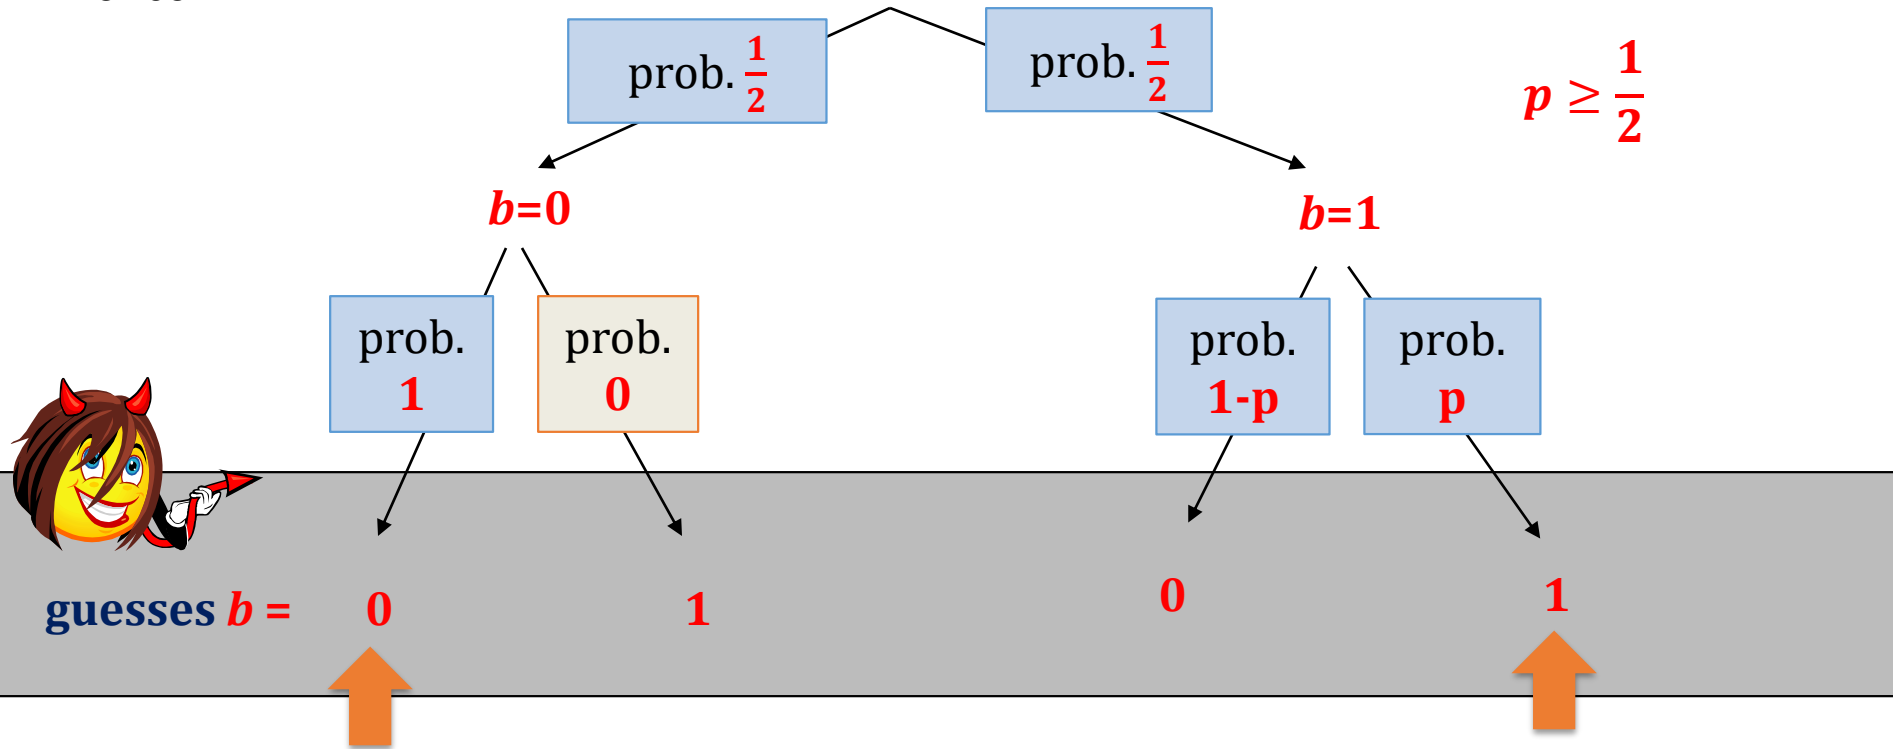 prob. 1/2
prob. 1/2
p ≥ 1/2
b=0
b=1
prob.
1
prob.
0
prob.
1-p
prob.
p
guesses b = 0 1 0 1